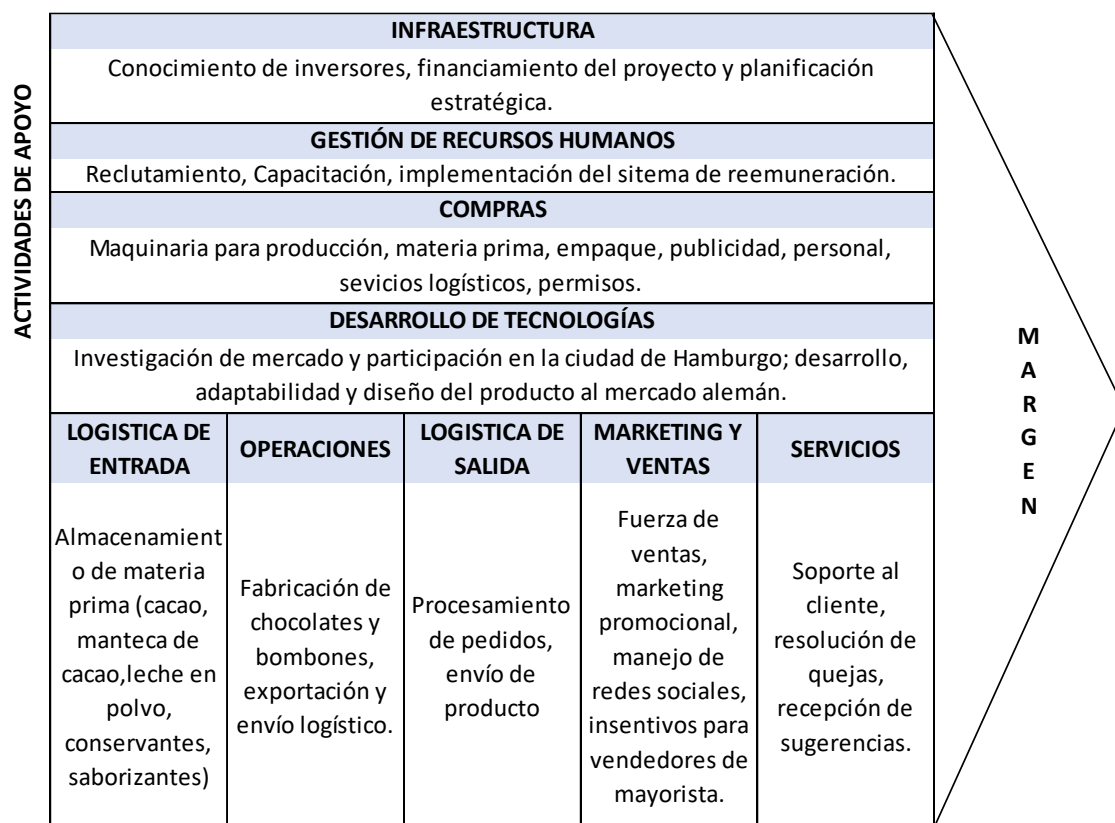 ACTIVIDADES DE APOYO
INFRAESTRUCTURA
Conocimiento de inversores, financiamiento del proyecto y planificación
estratégica.
GESTIÓN DE RECURSOS HUMANOS
Reclutamiento, Capacitación, implementación del sitema de reemuneración.
COMPRAS
Maquinaria para producción, materia prima, empaque, publicidad, personal,
sevicios logísticos, permisos.
DESARROLLO DE TECNOLOGÍAS
Investigación de mercado y participación en la ciudad de Hamburgo; desarrollo,
adaptabilidad y diseño del producto al mercado alemán.
LOGISTICA DE
ENTRADA
Almacenamient
o de materia
prima (cacao,
manteca de
cacao,leche en
polvo,
conservantes,
saborizantes)
OPERACIONES
Fabricación de
chocolates y
bombones,
exportación y
envío logístico.
LOGISTICA DE
SALIDA
Procesamiento
de pedidos,
envío de
producto
MARKETING Y
VENTAS
Fuerza de
ventas,
marketing
promocional,
manejo de
redes sociales,
insentivos para
vendedores de
mayorista.
SERVICIOS
Soporte al
cliente,
resolución de
quejas,
recepción de
sugerencias.
M
A
R
G
E
N